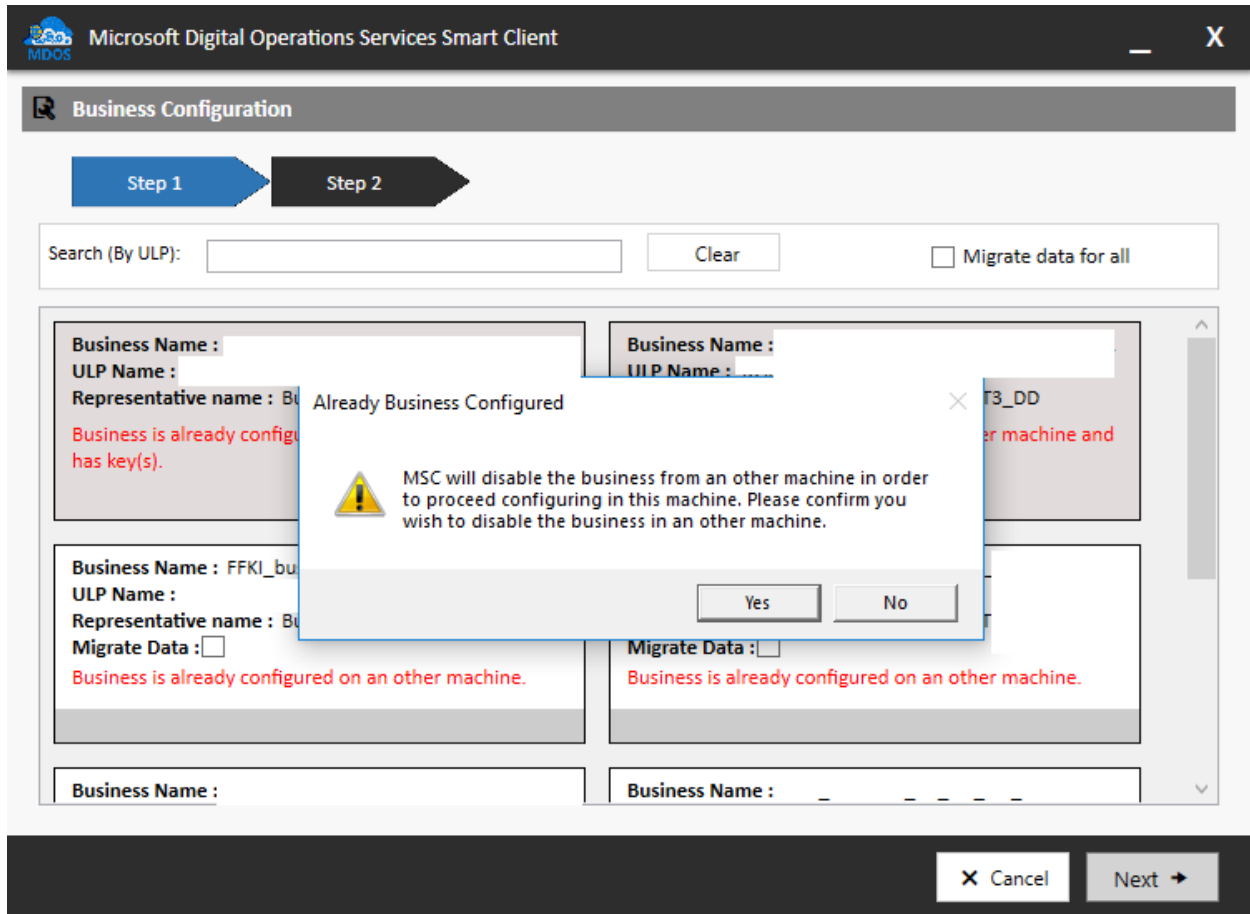 MDOS
Microsoft Digital Operations Services Smart Client
X
Business Configuration
Step 1
Step 2
Search (By ULP):
Clear
Migrate data for all
Business Name :
ULP Name :
Representative name :
Business is already
has key(s).
Business Name :
ULP Name :
T3_DD
machine and
Already Business Configured
MSC will disable the business from an other machine in order
to proceed configuring in this machine. Please confirm you
wish to disable the business in an other machine.
Yes
No
Business Name :
ULP Name :
Representative name :
Migrate Data :
Business is already configured on an other machine.
Migrate Data :
Business is already configured on an other machine.
Business Name :
Business Name :
X Cancel
Next